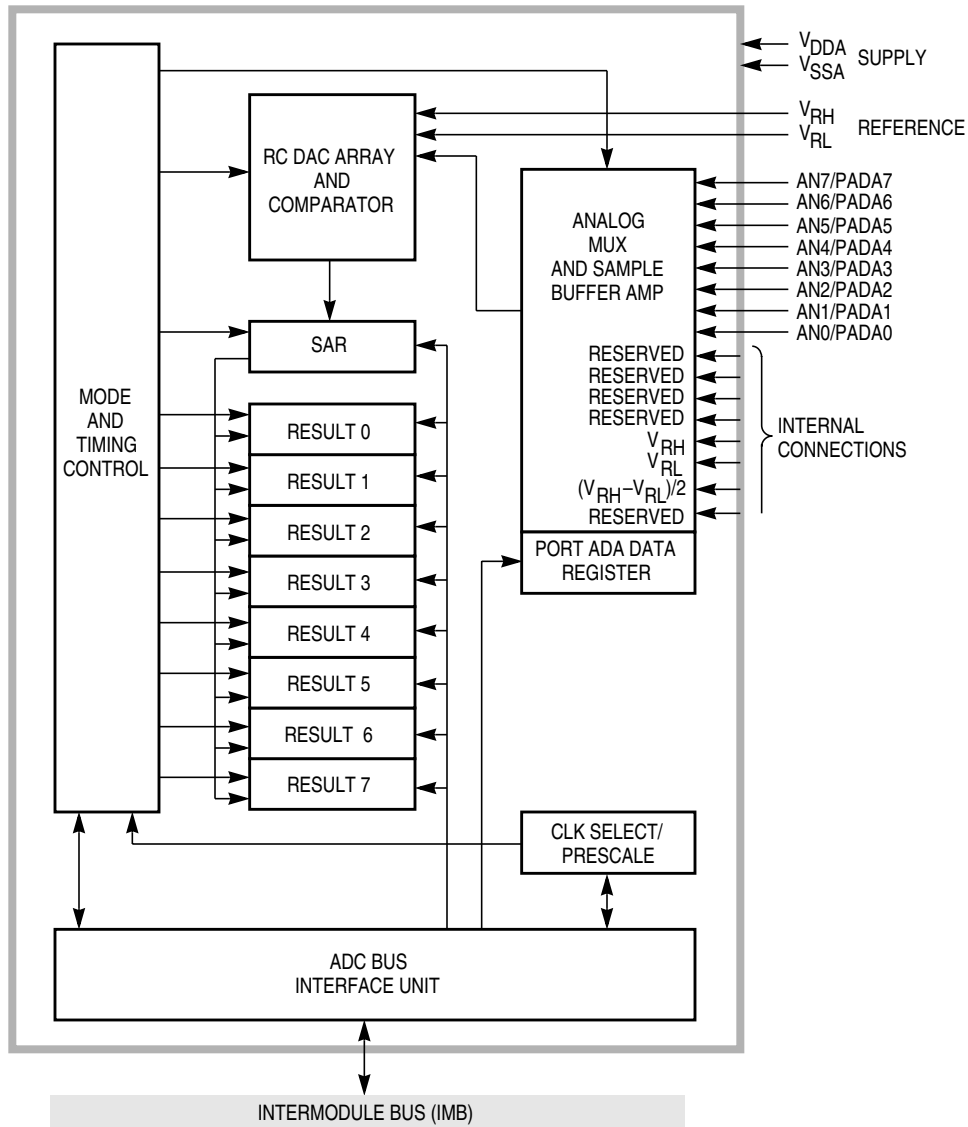 MODE
AND
TIMING
CONTROL
RC DAC ARRAY
AND
COMPARATOR
SAR
RESULT 0
RESULT 1
RESULT 2
RESULT 3
RESULT 4
RESULT 5
RESULT 6
RESULT 7
ANALOG
MUX
AND SAMPLE
BUFFER AMP
RESERVED
RESERVED
RESERVED
RESERVED
VRH
VRL
(VRH–VRL)/2
RESERVED
PORT ADA DATA
REGISTER
VDDA
VSSA
SUPPLY
VRH
VRL
REFERENCE
AN7/PADA7
AN6/PADA6
AN5/PADA5
AN4/PADA4
AN3/PADA3
AN2/PADA2
AN1/PADA1
AN0/PADA0
INTERNAL
CONNECTIONS
CLK SELECT/
PRESCALE
ADC BUS
INTERFACE UNIT
INTERMODULE BUS (IMB)